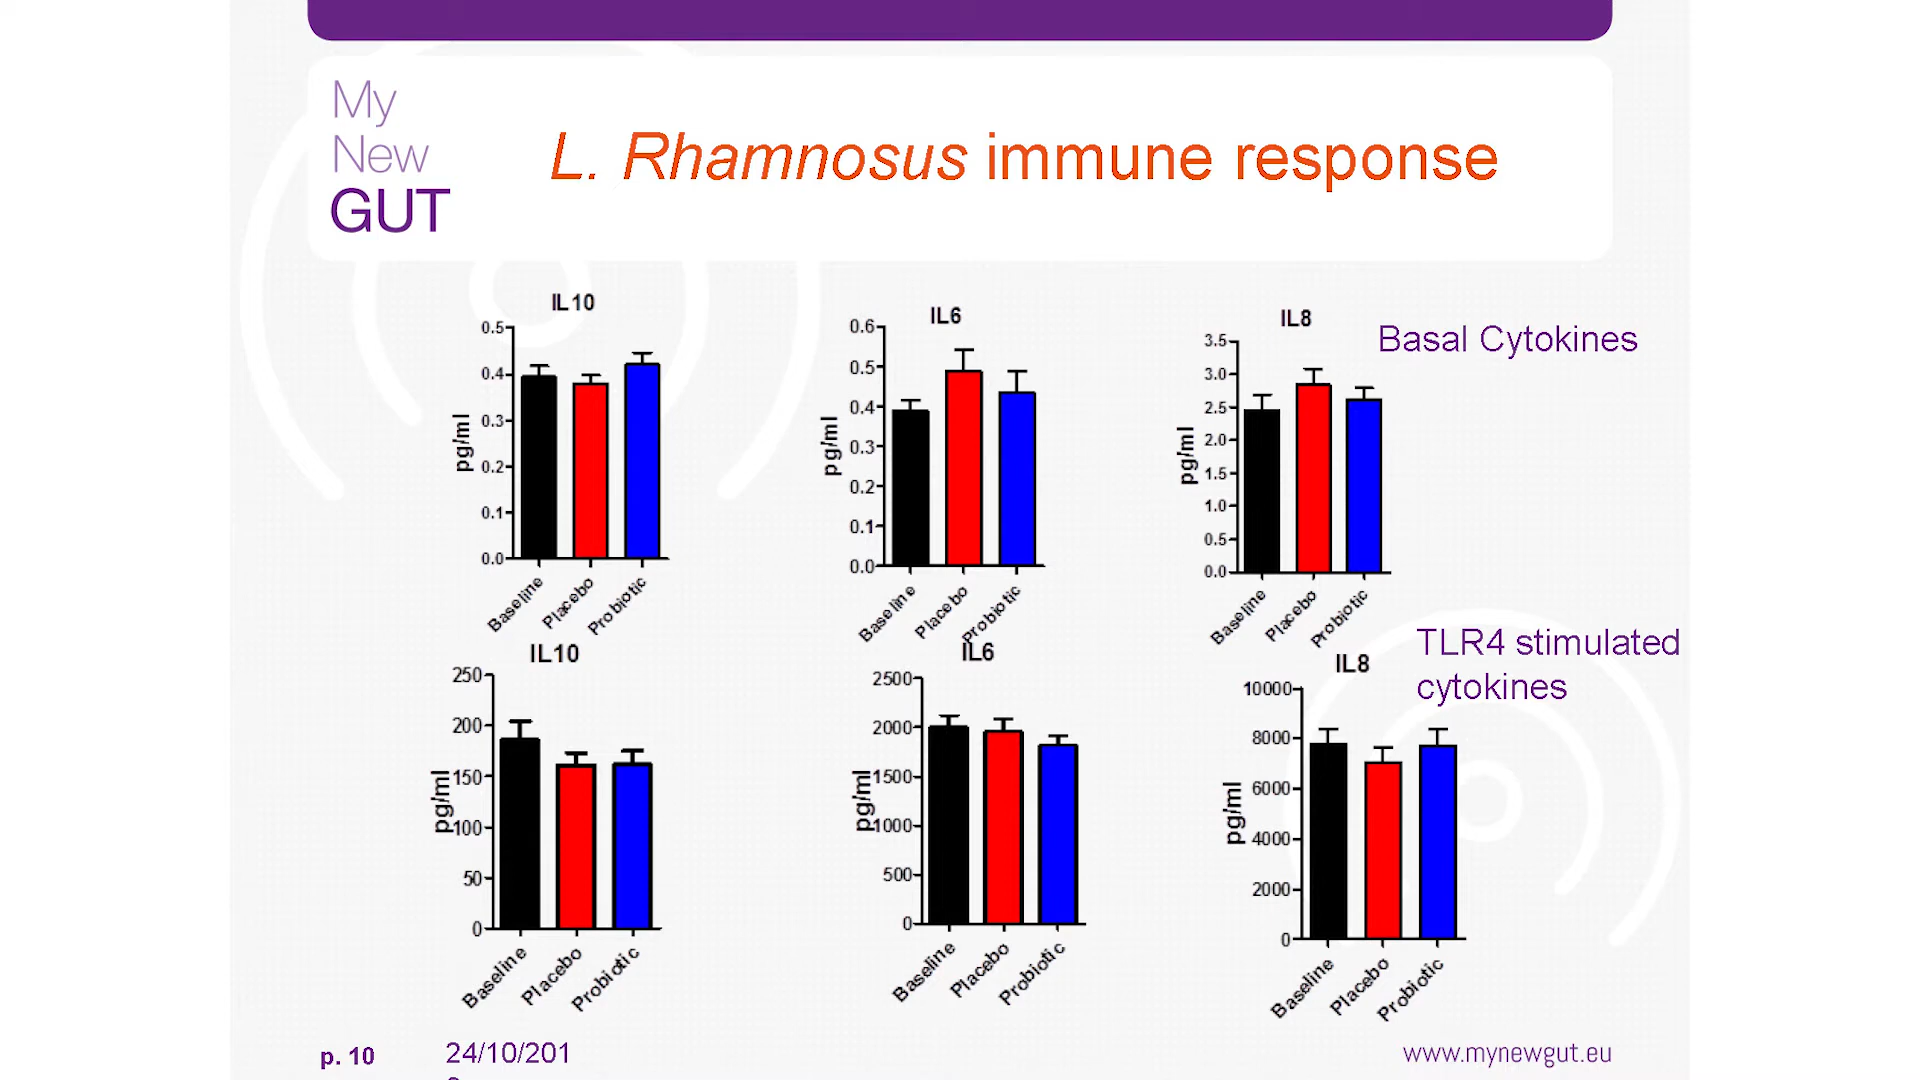 My
New
GUT
L. Rhamnosus immune response
IL10
0.5
0.4
0.3
0.2
0.1
0.0
pg/ml
Baseline
Placebo
Probiotic
IL6
0.6
0.5
0.4
0.3
0.2
0.1
0.0
pg/ml
Baseline
Placebo
Probiotic
IL8
3.5
3.0
2.5
2.0
1.5
1.0
0.5
0.0
pg/ml
Baseline
Placebo
Probiotic
Basal Cytokines
IL10
250
200
150
100
50
0
pg/ml
Baseline
Placebo
Probiotic
IL6
2500
2000
1500
1000
500
0
pg/ml
Baseline
Placebo
Probiotic
IL8
10000
8000
6000
4000
2000
0
pg/ml
Baseline
Placebo
Probiotic
TLR4 stimulated
cytokines
p. 10
24/10/201
www.mynewgut.eu